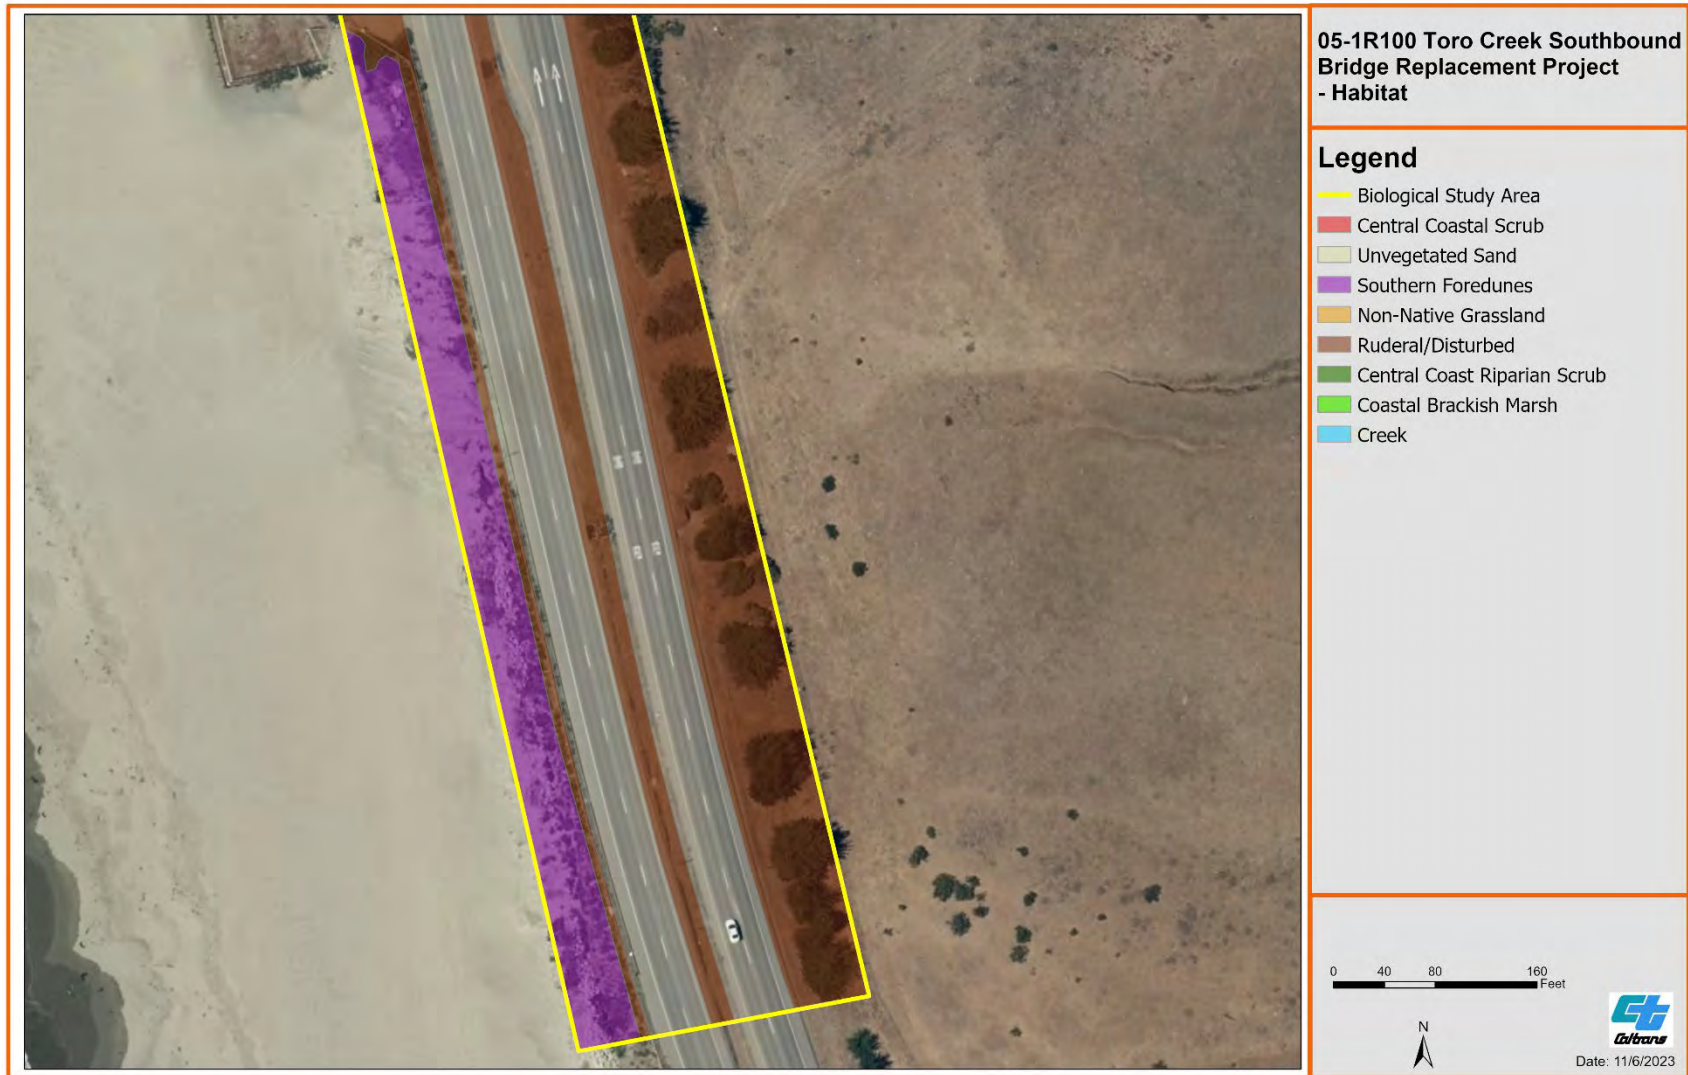 05-1R100 Toro Creek Southbound
Bridge Replacement Project
- Habitat
Legend
Biological Study Area
Central Coastal Scrub
Unvegetated Sand
Southern Foredunes
Non-Native Grassland
Ruderal/Disturbed
Central Coast Riparian Scrub
Coastal Brackish Marsh
Creek
0 40 80 160
Feet
N
Caltrans
Date: 11/6/2023